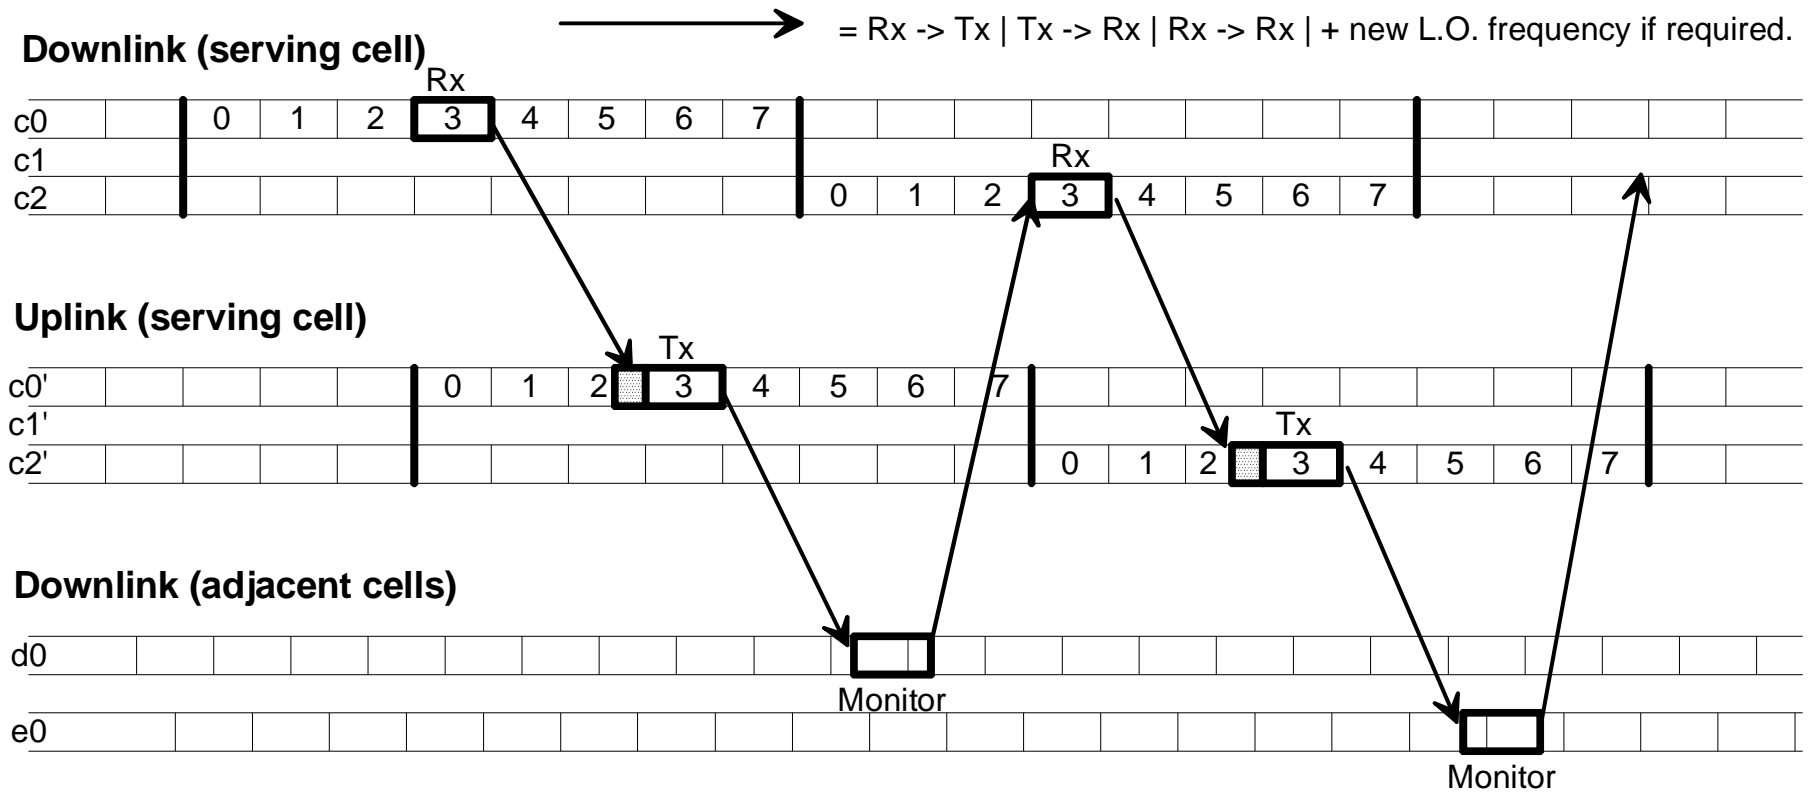 = Rx -> Tx | Tx -> Rx | Rx -> Rx | + new L.O. frequency if required.
Downlink (serving cell)
Rx
c0 0 1 2 3 4 5 6 7
c1 Rx
c2 0 1 2 3 4 5 6 7
Uplink (serving cell)
Tx
c0' 0 1 2 3 4 5 6 7
c1' Tx
c2' 0 1 2 3 4 5 6 7
Downlink (adjacent cells)
d0
Monitor
e0
Monitor